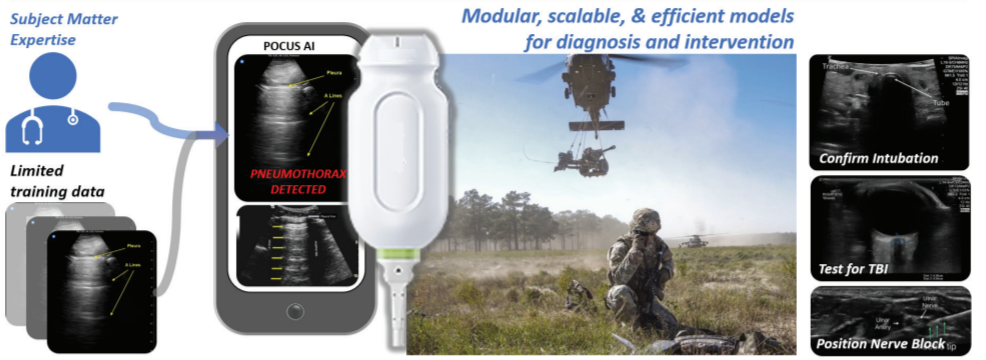 Subject Matter
Expertise
Limited
training data
Pleura
A Lines
POCUS AI
Pleura
A Lines
PNEUMOTHORAX
DETECTED
Modular, scalable, & efficient models
for diagnosis and intervention
Trachea
Tube
Confirm Intubation
Test for TBI
Ulnar
Nerve
Ulnar
Artery
Position Nerve Block
tip